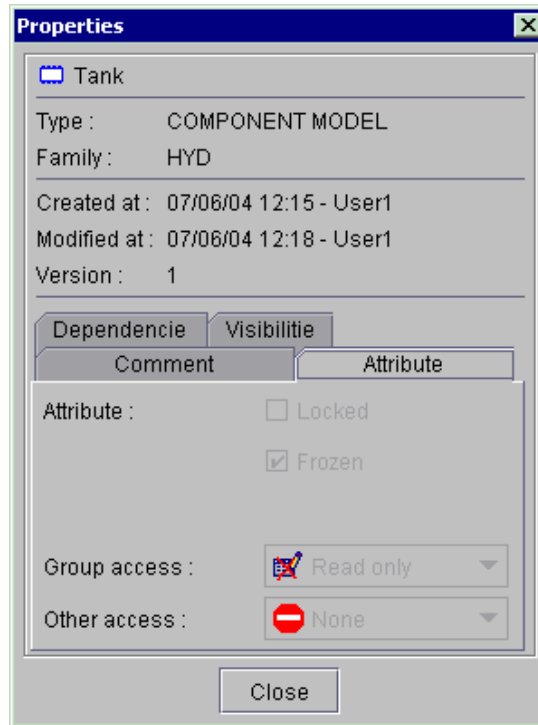 Properties
Tank
Type : COMPONENT MODEL
Family : HYD
Created at : 07/06/04 12:15 - User1
Modified at : 07/06/04 12:18 - User1
Version : 1
Dependencie Visibilitie
Comment Attribute
Attribute : Locked
Frozen
Group access : Read only
Other access : None
Close